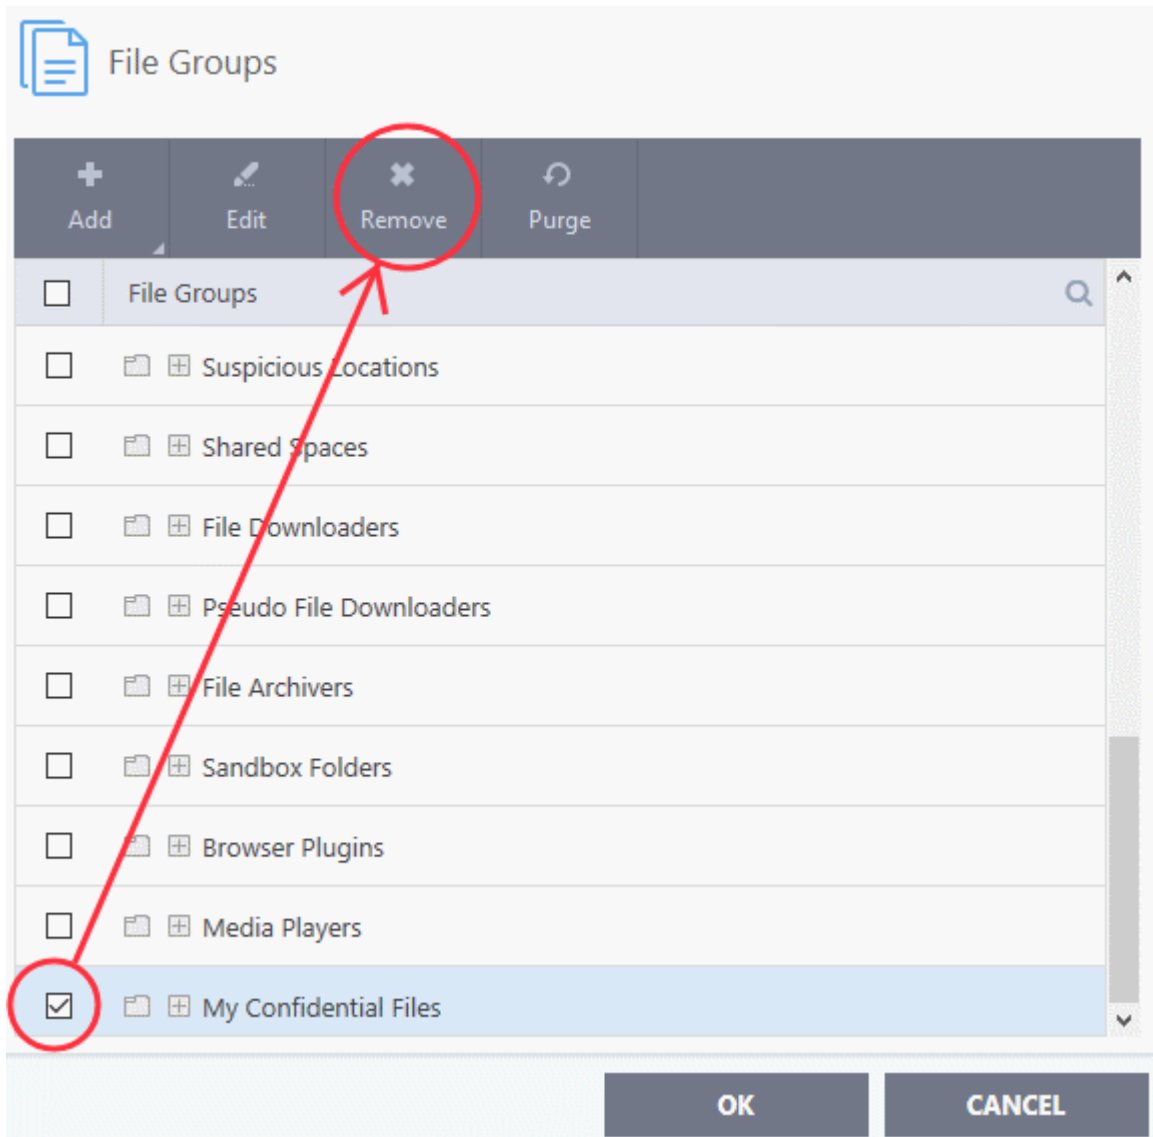 File Groups
Add Edit Remove Purge
File Groups
Suspicious Locations
Shared Spaces
File Downloaders
Pseudo File Downloaders
File Archivers
Sandbox Folders
Browser Plugins
Media Players
My Confidential Files
OK CANCEL